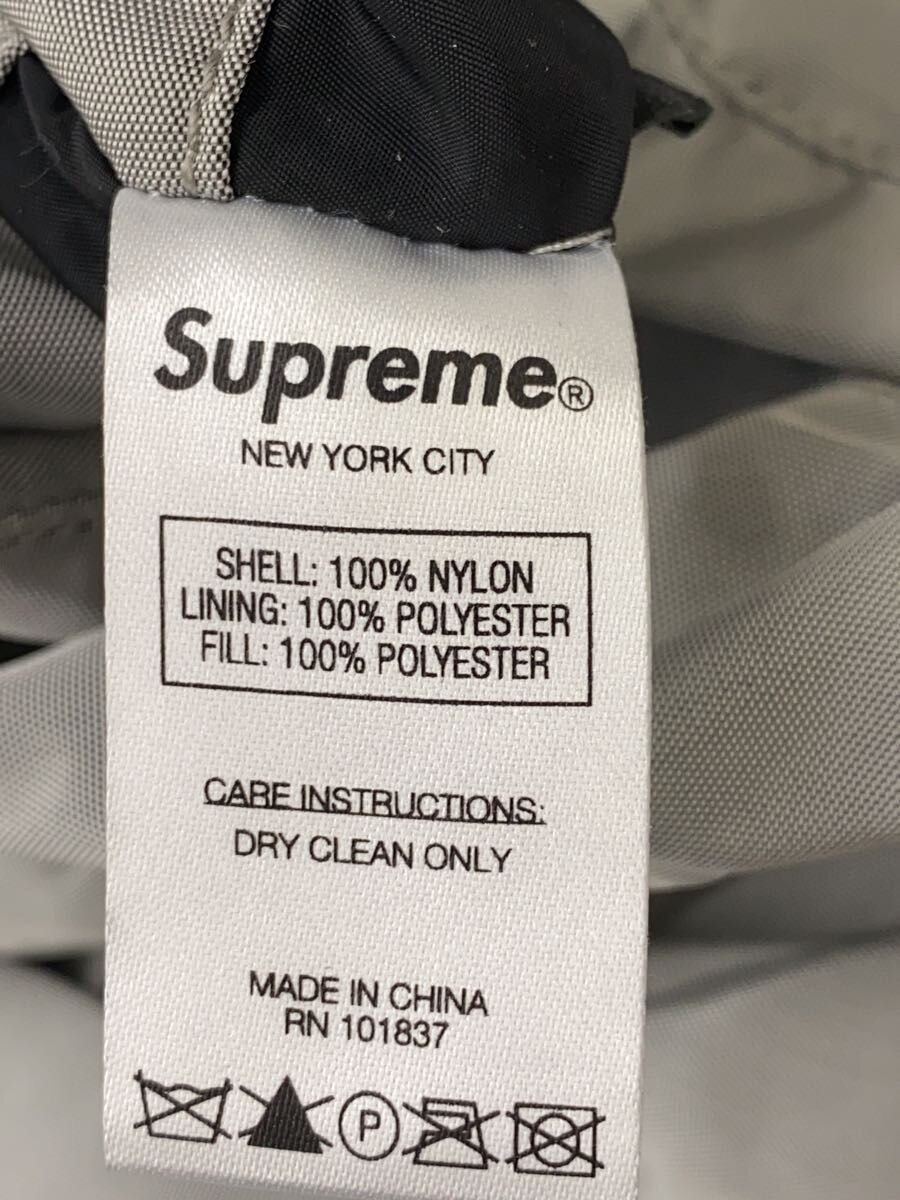 Supreme®
NEW YORK CITY
SHELL: 100% NYLON
LINING: 100% POLYESTER
FILL: 100% POLYESTER
CARE INSTRUCTIONS:
DRY CLEAN ONLY
MADE IN CHINA
RN 101837
P